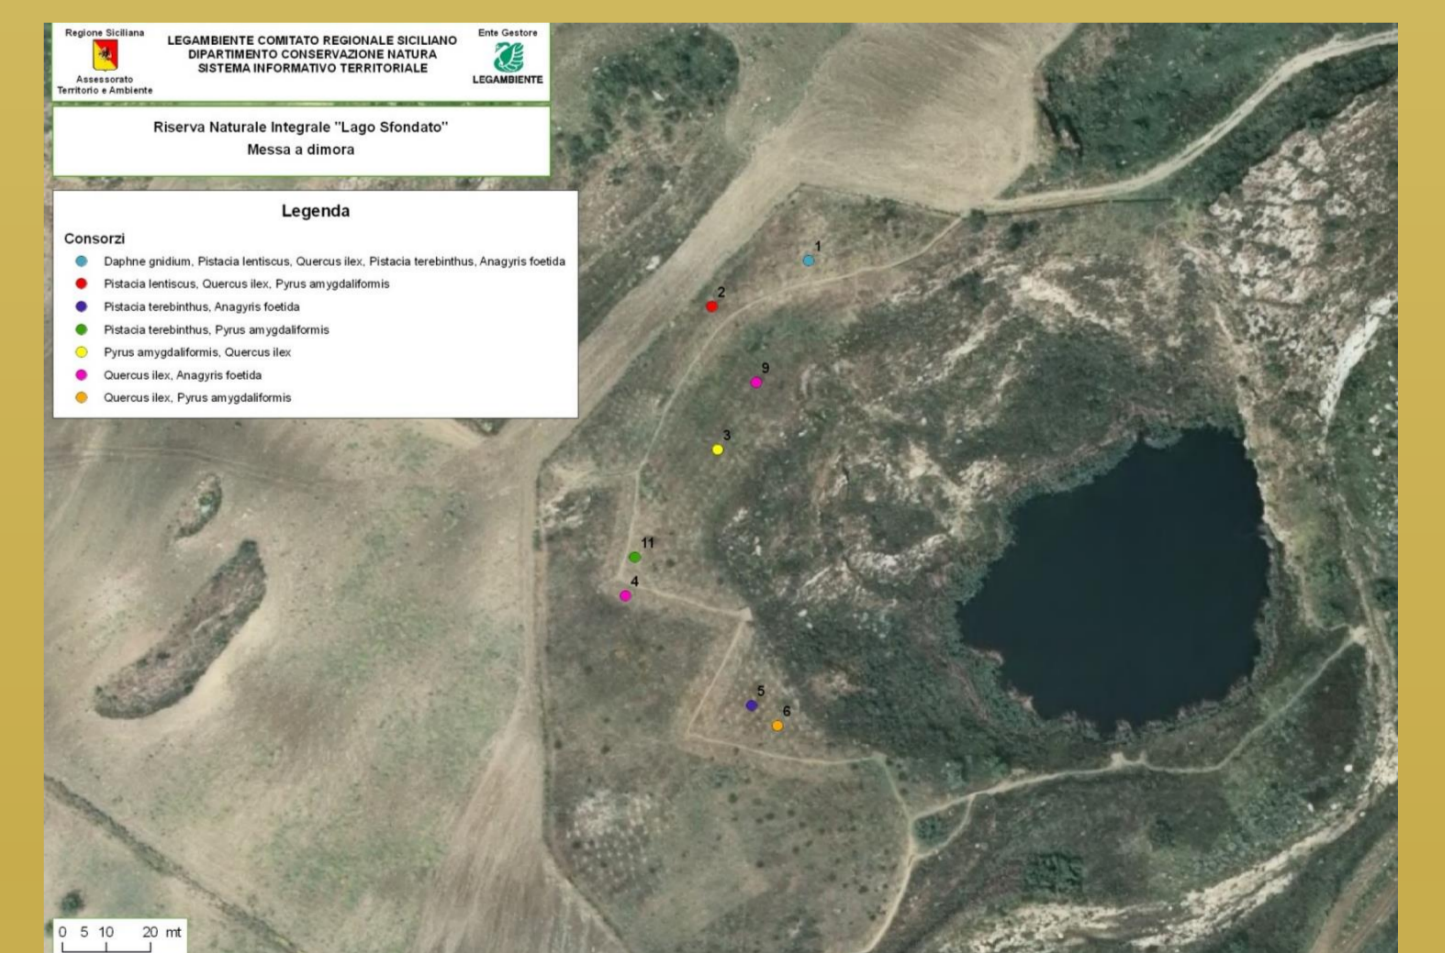 Regione Siciliana
Assessorato
Territorio e Ambiente
LEGAMBIENTE COMITATO REGIONALE SICILIANO
DIPARTIMENTO CONSERVAZIONE NATURA
SISTEMA INFORMATIVO TERRITORIALE
Ente Gestore
LEGAMBIENTE
Riserva Naturale Integrale "Lago Sfondato"
Messa a dimora
Legenda
Consorzi
Daphne gnidium, Pistacia lentiscus, Quercus ilex, Pistacia terebinthus, Anagyris foetida
Pistacia lentiscus, Quercus ilex, Pyrus amygdaliformis
Pistacia terebinthus, Anagyris foetida
Pistacia terebinthus, Pyrus amygdaliformis
Pyrus amygdaliformis, Quercus ilex
Quercus ilex, Anagyris foetida
Quercus ilex, Pyrus amygdaliformis
1
2
9
3
11
4
5
6
0 5 10 20 mt